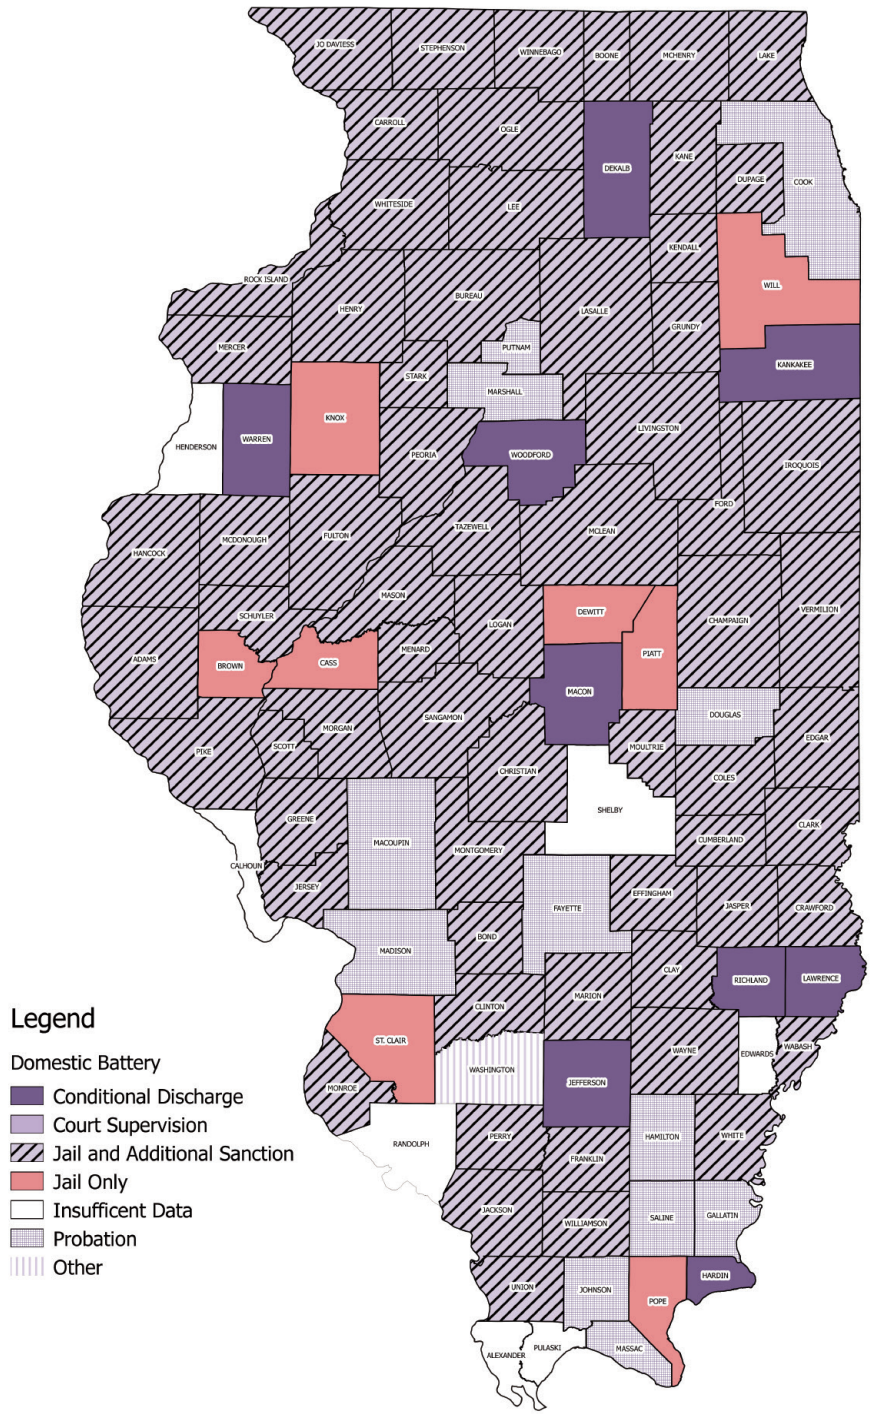 JO DAVIESS
STEPHENSON
WINNEBAGO
BOONE
MCHENRY
LAKE
CARROLL
OGLE
DEKALB
KANE
DUPAGE
COOK
WHITESIDE
LEE
KENDALL
WILL
ROCK ISLAND
HENRY
BUREAU
LASALLE
GRUNDY
MERCER
PUTNAM
KANKAKEE
STARK
MARSHALL
HENDERSON
WARREN
KNOX
PEORIA
WOODFORD
LIVINGSTON
IROQUOIS
FORD
HANCOCK
MCDONOUGH
FULTON
TAZEWELL
MCLEAN
SCHUYLER
MASON
LOGAN
DEWITT
CHAMPAIGN
VERMILION
ADAMS
BROWN
CASS
MENARD
PIATT
MACON
SANGAMON
DOUGLAS
PIKE
SCOTT
MORGAN
CHRISTIAN
MOULTRIE
EDGAR
COLES
GREENE
MACOUPIN
MONTGOMERY
SHELBY
CUMBERLAND
CLARK
CALHOUN
JERSEY
FAYETTE
EFFINGHAM
JASPER
CRAWFORD
MADISON
BOND
CLAY
RICHLAND
LAWRENCE
CLINTON
MARION
ST. CLAIR
WASHINGTON
WAYNE
EDWARDS
WABASH
MONROE
JEFFERSON
RANDOLPH
PERRY
HAMILTON
WHITE
FRANKLIN
JACKSON
WILLIAMSON
SALINE
GALLATIN
UNION
JOHNSON
POPE
HARDIN
ALEXANDER
PULASKI
MASSAC
Legend
Domestic Battery
Conditional Discharge
Court Supervision
Jail and Additional Sanction
Jail Only
Insufficent Data
Probation
Other